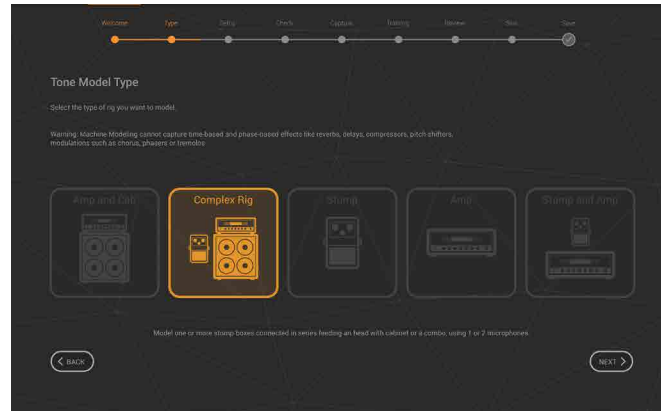 Welcome Type Setup Check Capture Training Review Save
Tone Model Type
Select the type of rig you want to model.
Warning: Machine Modeling cannot capture time-based and phase-based effects like reverbs, delays, compressors, pitch shifters,
modulations such as chorus, phasers or tremolos
Amp and Cab Complex Rig Stomp Amp Stomp and Amp
Model one or more stomp boxes connected in series feeding an head with cabinet or a combo, using 1 or 2 microphones.
BACK NEXT